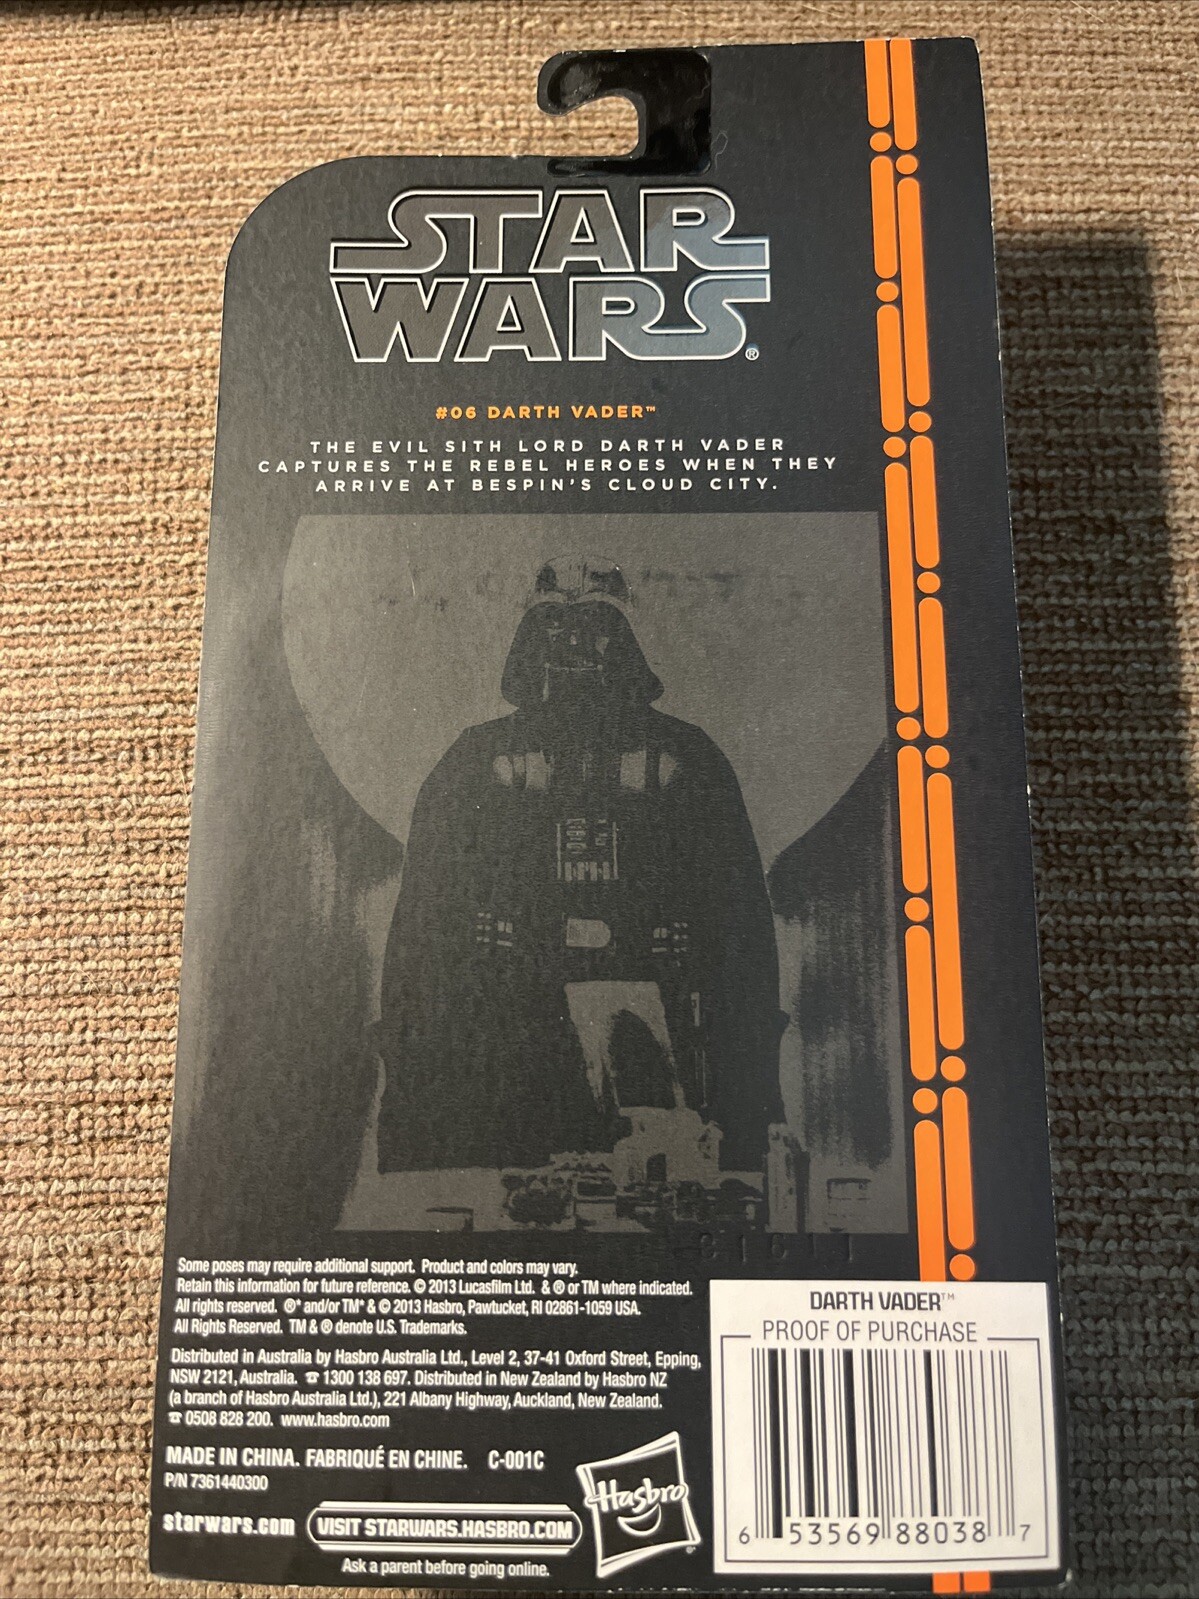 STAR
WARS®
#06 DARTH VADER™
THE EVIL SITH LORD DARTH VADER
CAPTURES THE REBEL HEROES WHEN THEY
ARRIVE AT BESPIN'S CLOUD CITY.
Some poses may require additional support. Product and colors may vary.
Retain this information for future reference. © 2013 Lucasfilm Ltd. & ® or TM where indicated.
All rights reserved. ®* and/or TM* & © 2013 Hasbro, Pawtucket, RI 02861-1059 USA.
All Rights Reserved. TM & ® denote U.S. Trademarks.
Distributed in Australia by Hasbro Australia Ltd., Level 2, 37-41 Oxford Street, Epping,
NSW 2121, Australia. ☎ 1300 138 697. Distributed in New Zealand by Hasbro NZ
(a branch of Hasbro Australia Ltd.), 221 Albany Highway, Auckland, New Zealand.
☎ 0508 828 200. www.hasbro.com
MADE IN CHINA. FABRIQUÉ EN CHINE. C-001C
P/N 7361440300
starwars.com VISIT STARWARS.HASBRO.COM
Ask a parent before going online.
Hasbro®
DARTH VADER™
PROOF OF PURCHASE
6 53569 88038 7